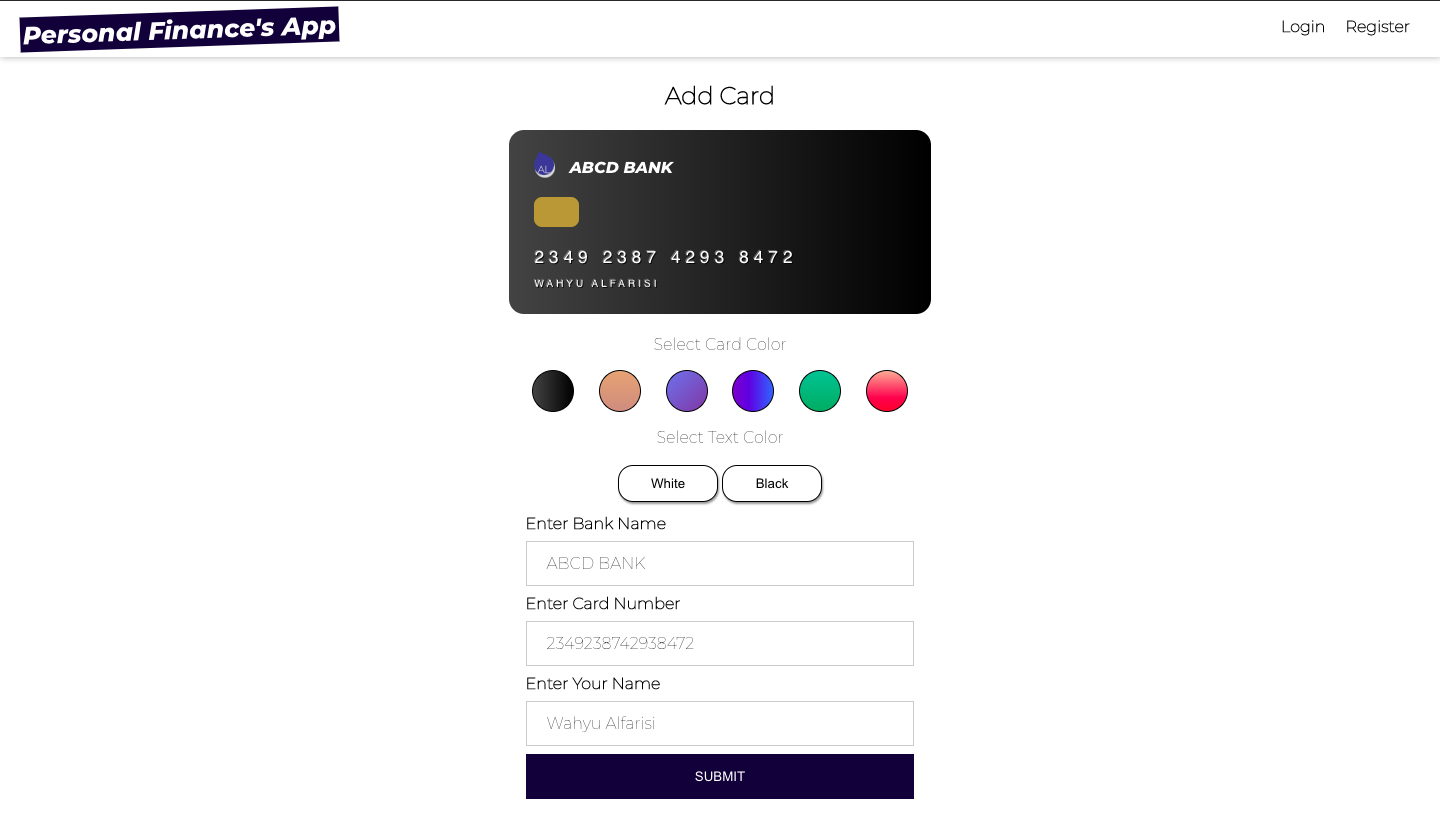 Personal Finance's App
Login Register
Add Card
AL
ABCD BANK
2349 2387 4293 8472
WAHYU ALFARISI
Select Card Color
Select Text Color
White Black
Enter Bank Name
ABCD BANK
Enter Card Number
2349238742938472
Enter Your Name
Wahyu Alfarisi
SUBMIT